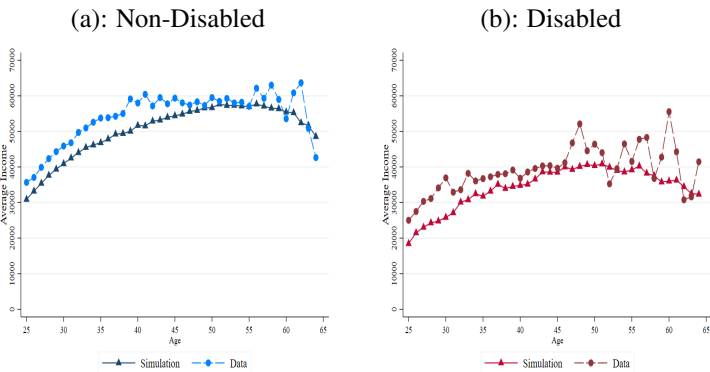 (a): Non-Disabled
Average Income
70000
60000
50000
40000
30000
20000
10000
0
25 30 35 40 45 50 55 60 65
Age
Simulation Data
(b): Disabled
Average Income
70000
60000
50000
40000
30000
20000
10000
0
25 30 35 40 45 50 55 60 65
Age
Simulation Data